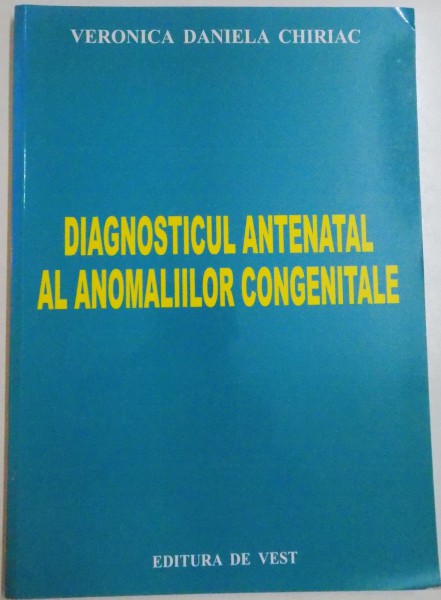 VERONICA DANIELA CHIRIAC
DIAGNOSTICUL ANTENATAL
AL ANOMALIILOR CONGENITALE
EDITURA DE VEST